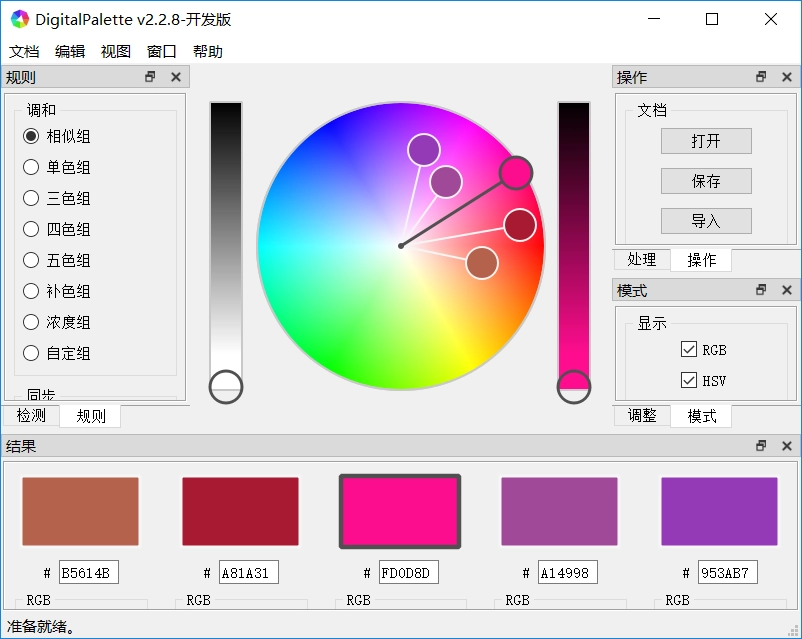 DigitalPalette v2.2.8-开发版
文档 编辑 视图 窗口 帮助
规则
调和
相似组
单色组
三色组
四色组
五色组
补色组
浓度组
自定组
同步
检测 规则
操作
文档
打开
保存
导入
处理 操作
模式
显示
RGB
HSV
调整 模式
结果
# B5614B # A81A31 # FD0D8D # A14998 # 953AB7
RGB RGB RGB RGB RGB
准备就绪。